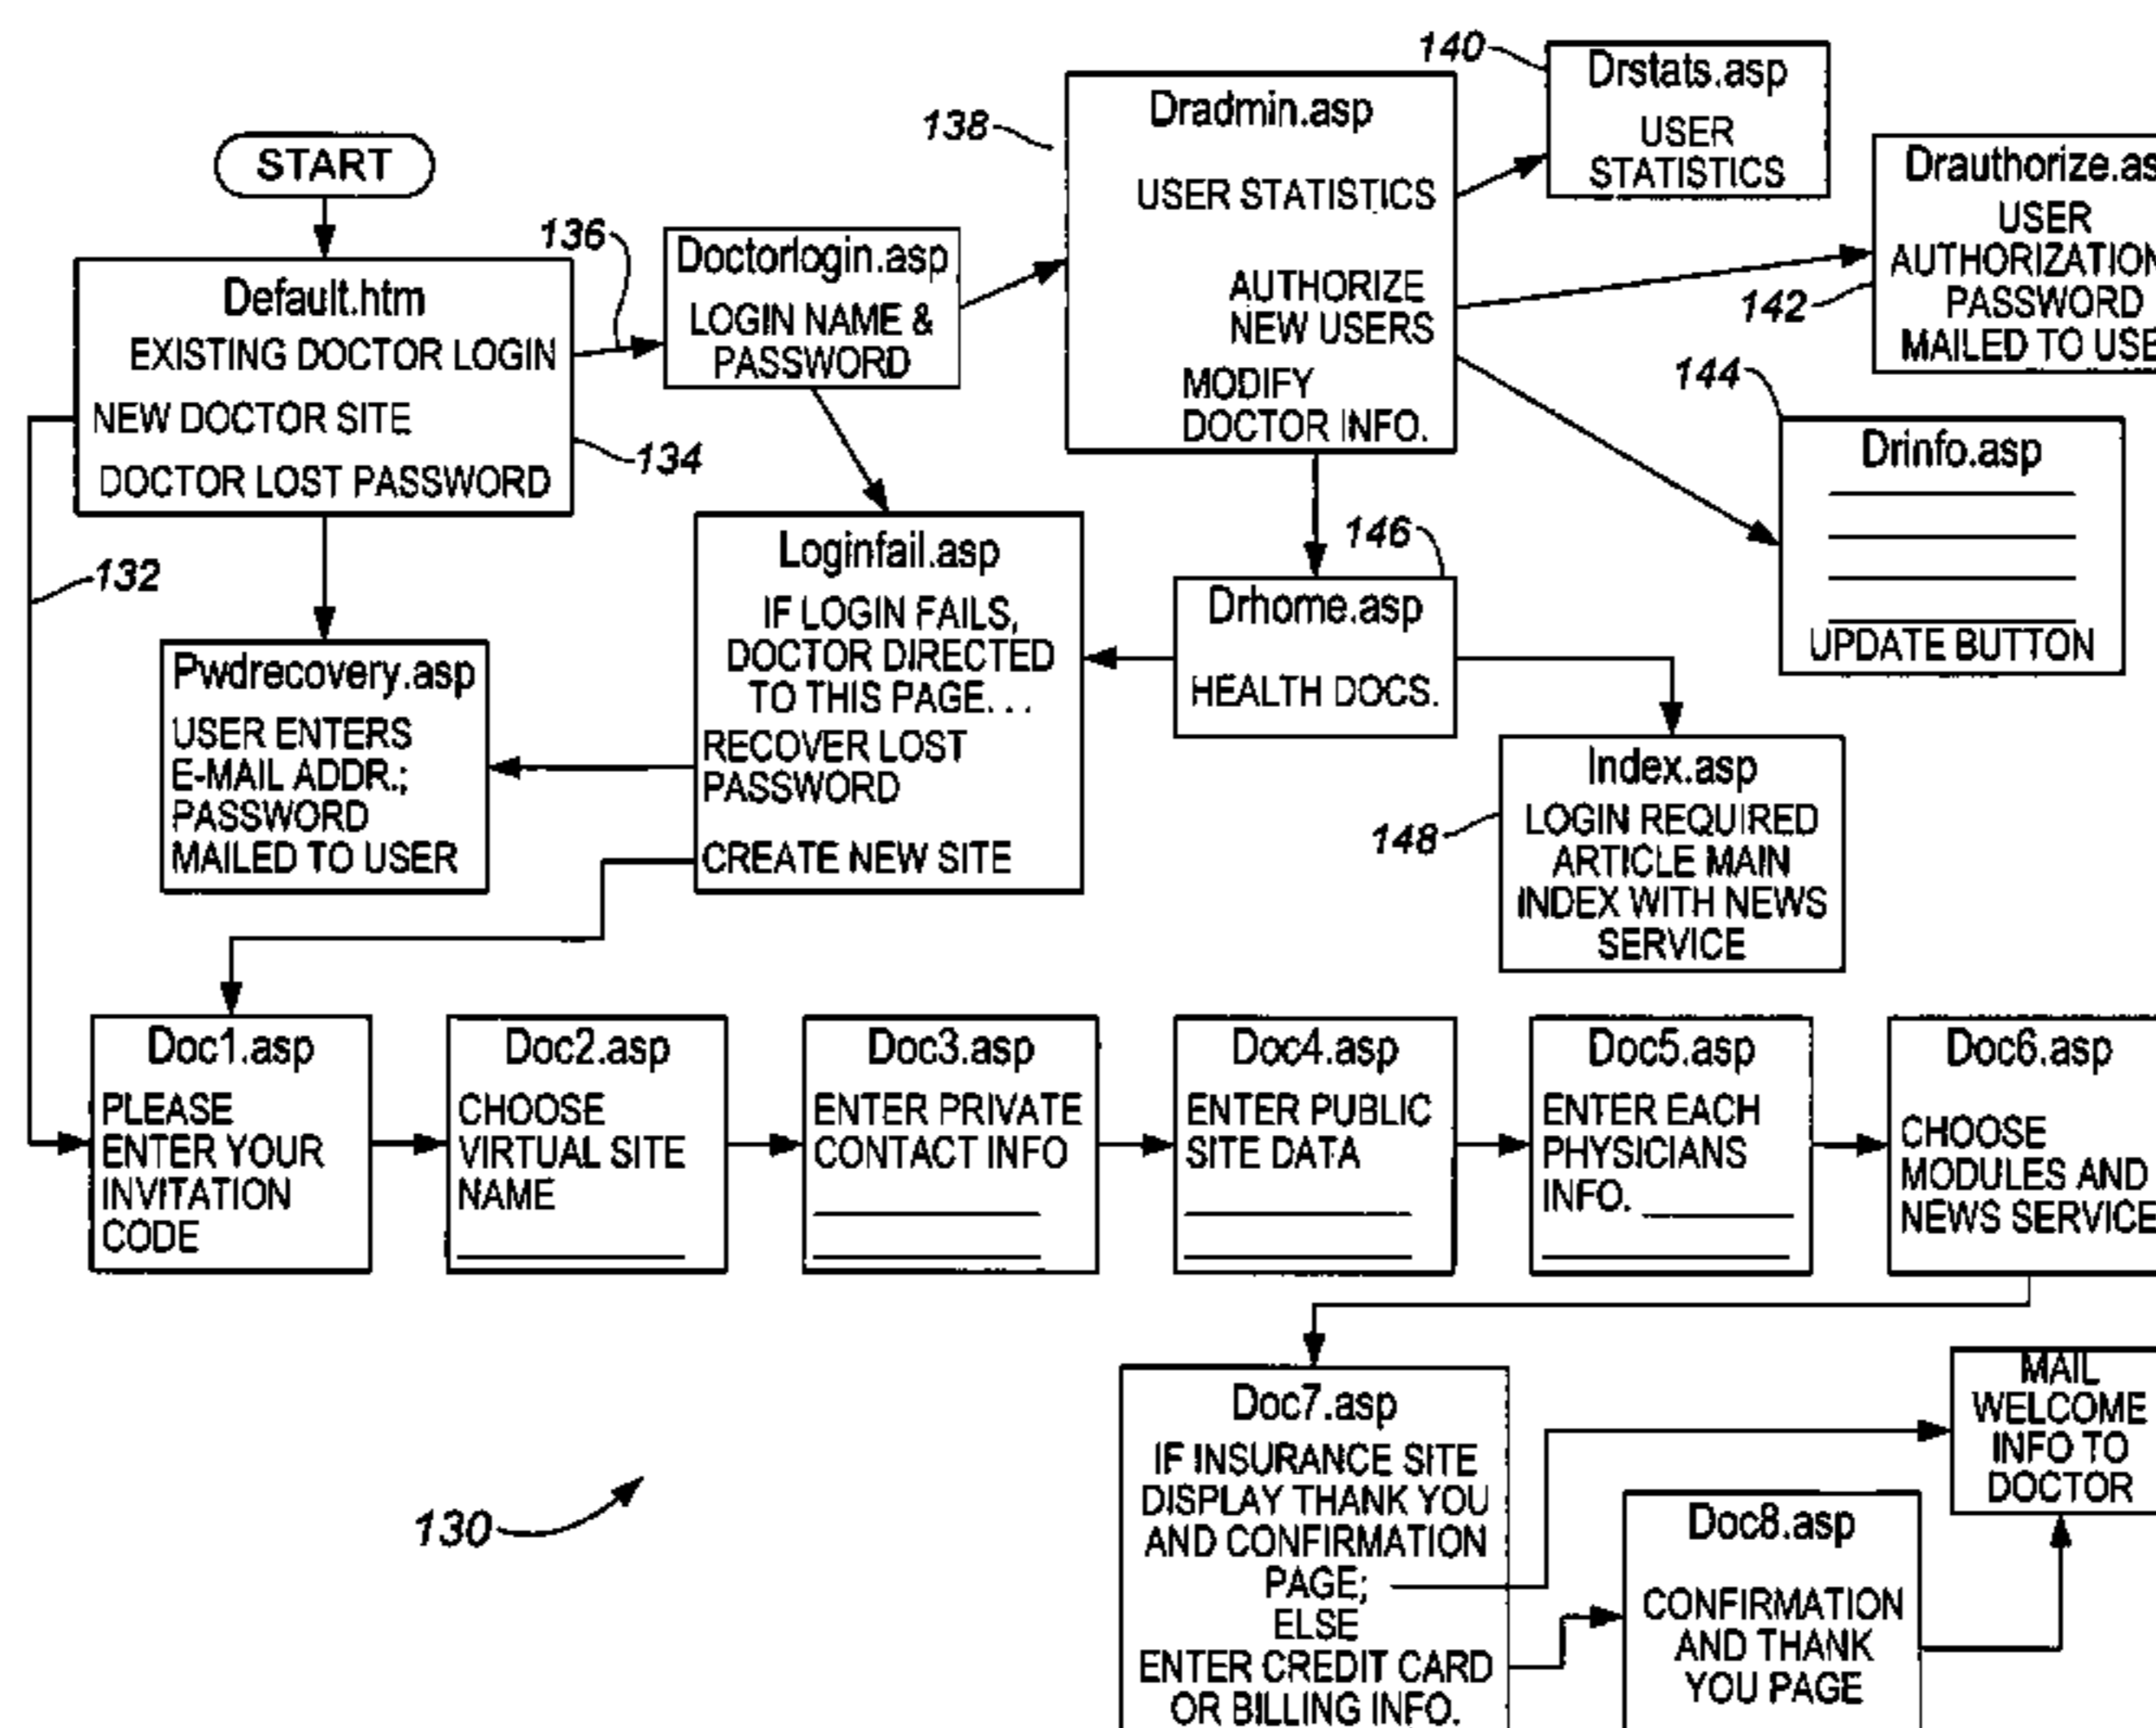 START
Default.htm
EXISTING DOCTOR LOGIN
NEW DOCTOR SITE
DOCTOR LOST PASSWORD
132
134
136
Doctorlogin.asp
LOGIN NAME &
PASSWORD
138
Dradmin.asp
USER STATISTICS
AUTHORIZE
NEW USERS
MODIFY
DOCTOR INFO.
140
Drstats.asp
USER
STATISTICS
142
USER
AUTHORIZATION
PASSWORD
MAILED TO
144
Drinfo.asp
UPDATE BUTTON
Pwdrecovery.asp
USER ENTERS
E-MAIL ADDR.;
PASSWORD
MAILED TO USER
Loginfail.asp
IF LOGIN FAILS,
DOCTOR DIRECTED
TO THIS PAGE. . .
RECOVER LOST
PASSWORD
CREATE NEW SITE
146
Drhome.asp
HEALTH DOCS.
148
Index.asp
LOGIN REQUIRED
ARTICLE MAIN
INDEX WITH NEWS
SERVICE
Doc1.asp
PLEASE
ENTER YOUR
INVITATION
CODE
Doc2.asp
CHOOSE
VIRTUAL SITE
NAME
Doc3.asp
ENTER PRIVATE
CONTACT INFO
Doc4.asp
ENTER PUBLIC
SITE DATA
Doc5.asp
ENTER EACH
PHYSICIANS
INFO.
Doc6.asp
CHOOSE
MODULES AND
NEWS SERVICE
Doc7.asp
IF INSURANCE SITE
DISPLAY THANK YOU
AND CONFIRMATION
PAGE;
ELSE
ENTER CREDIT CARD
OR BILLING INFO.
Doc8.asp
CONFIRMATION
AND THANK
YOU PAGE
MAIL
WELCOME
INFO TO
DOCTOR
130